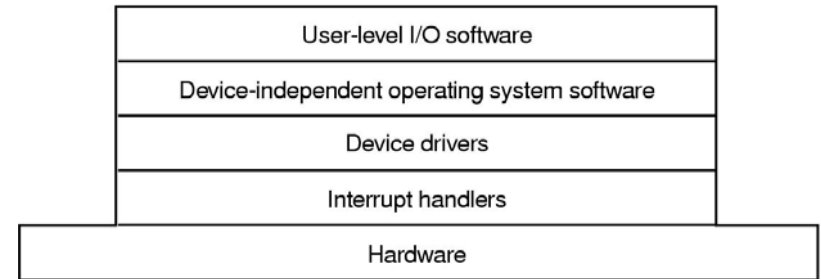 User-level I/O software
Device-independent operating system software
Device drivers
Interrupt handlers
Hardware